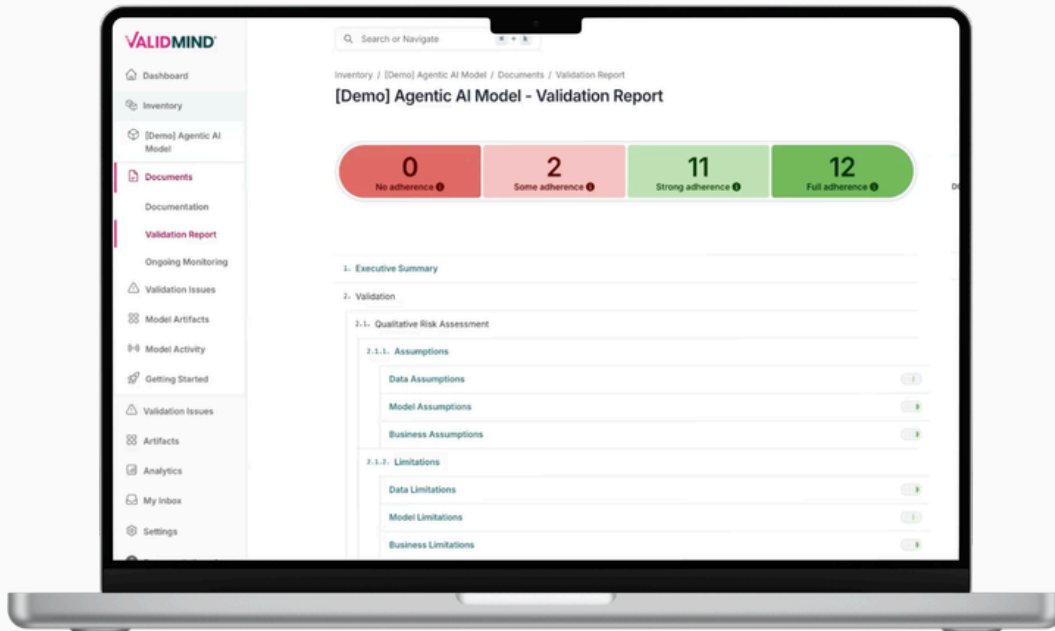 VALIDMIND
Search or Navigate
+ k
Inventory / [Demo] Agentic AI Model / Documents / Validation Report
[Demo] Agentic AI Model - Validation Report
Dashboard
Inventory
[Demo] Agentic AI
Model
Documents
Documentation
Validation Report
Ongoing Monitoring
Validation Issues
Model Artifacts
Model Activity
Getting Started
Validation Issues
Artifacts
Analytics
My Inbox
Settings
0
No adherence
2
Some adherence
11
Strong adherence
12
Full adherence
1. Executive Summary
2. Validation
2.1. Qualitative Risk Assessment
2.1.1. Assumptions
Data Assumptions
Model Assumptions
Business Assumptions
2.1.2. Limitations
Data Limitations
Model Limitations
Business Limitations